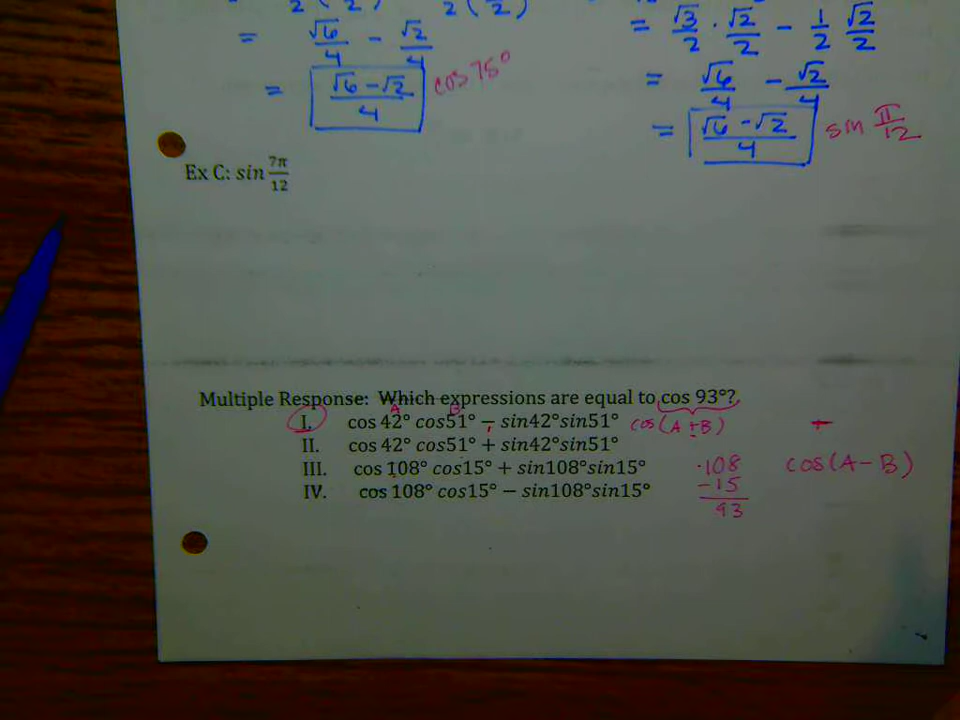 = √6/4 - √2/4
= √6 - √2/4 cos 75°
= √3/2 · √2/2 - 1/2 √2/2
= √6/4 - √2/4
= √6 - √2/4 sin π/12
Ex C: sin 7π/12
Multiple Response: Which expressions are equal to cos 93°?
A B
I. cos 42° cos51° − sin42°sin51° cos(A + B)
II. cos 42° cos51° + sin42°sin51°
III. cos 108° cos15° + sin108°sin15° 108 cos(A - B)
IV. cos 108° cos15° − sin108°sin15° -15
93